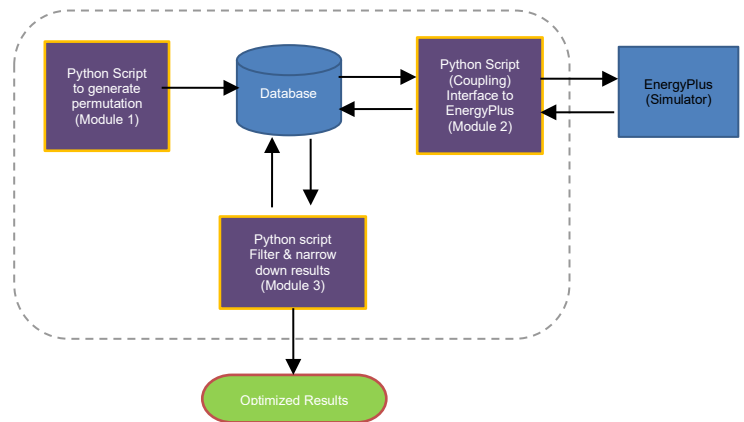 Python Script
to generate
permutation
(Module 1)
Database
Python Script
(Coupling)
Interface to
EnergyPlus
(Module 2)
EnergyPlus
(Simulator)
Python script
Filter & narrow
down results
(Module 3)
Optimized Results